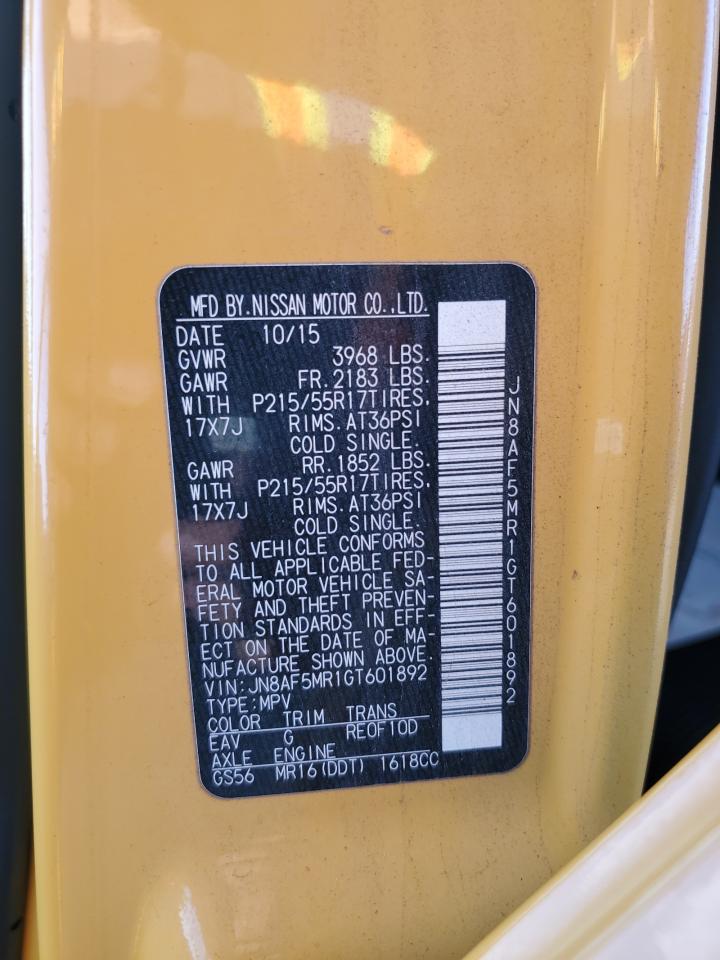 MFD BY.NISSAN MOTOR CO.,LTD.
DATE 10/15
GVWR 3968 LBS.
GAWR FR.2183 LBS.
WITH P215/55R17TIRES.
17X7J RIMS.AT36PSI
COLD SINGLE.
GAWR RR.1852 LBS.
WITH P215/55R17TIRES.
17X7J RIMS.AT36PSI
COLD SINGLE.
THIS VEHICLE CONFORMS
TO ALL APPLICABLE FED-
ERAL MOTOR VEHICLE SA-
FETY AND THEFT PREVEN-
TION STANDARDS IN EFF-
ECT ON THE DATE OF MA-
NUFACTURE SHOWN ABOVE.
VIN:JN8AF5MR1GT601892
TYPE:MPV
COLOR TRIM TRANS
EAV G RE0F10D
AXLE ENGINE
GS56 MR16(DDT) 1618CC
JN8AF5MR1GT601892